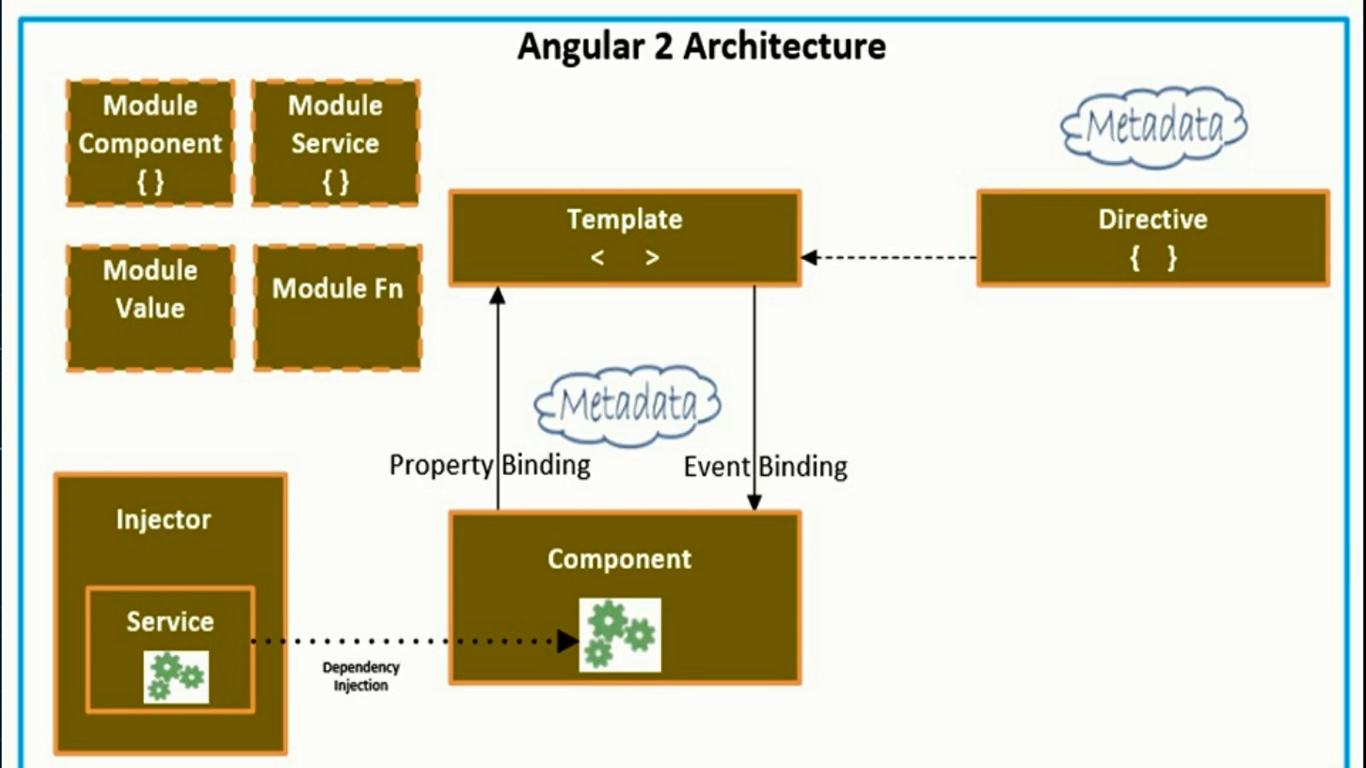 Angular 2 Architecture
Module
Component
{ }
Module
Service
{ }
Module
Value
Module Fn
Template
< >
Metadata
Directive
{ }
Metadata
Property Binding
Event Binding
Injector
Service
Dependency
Injection
Component